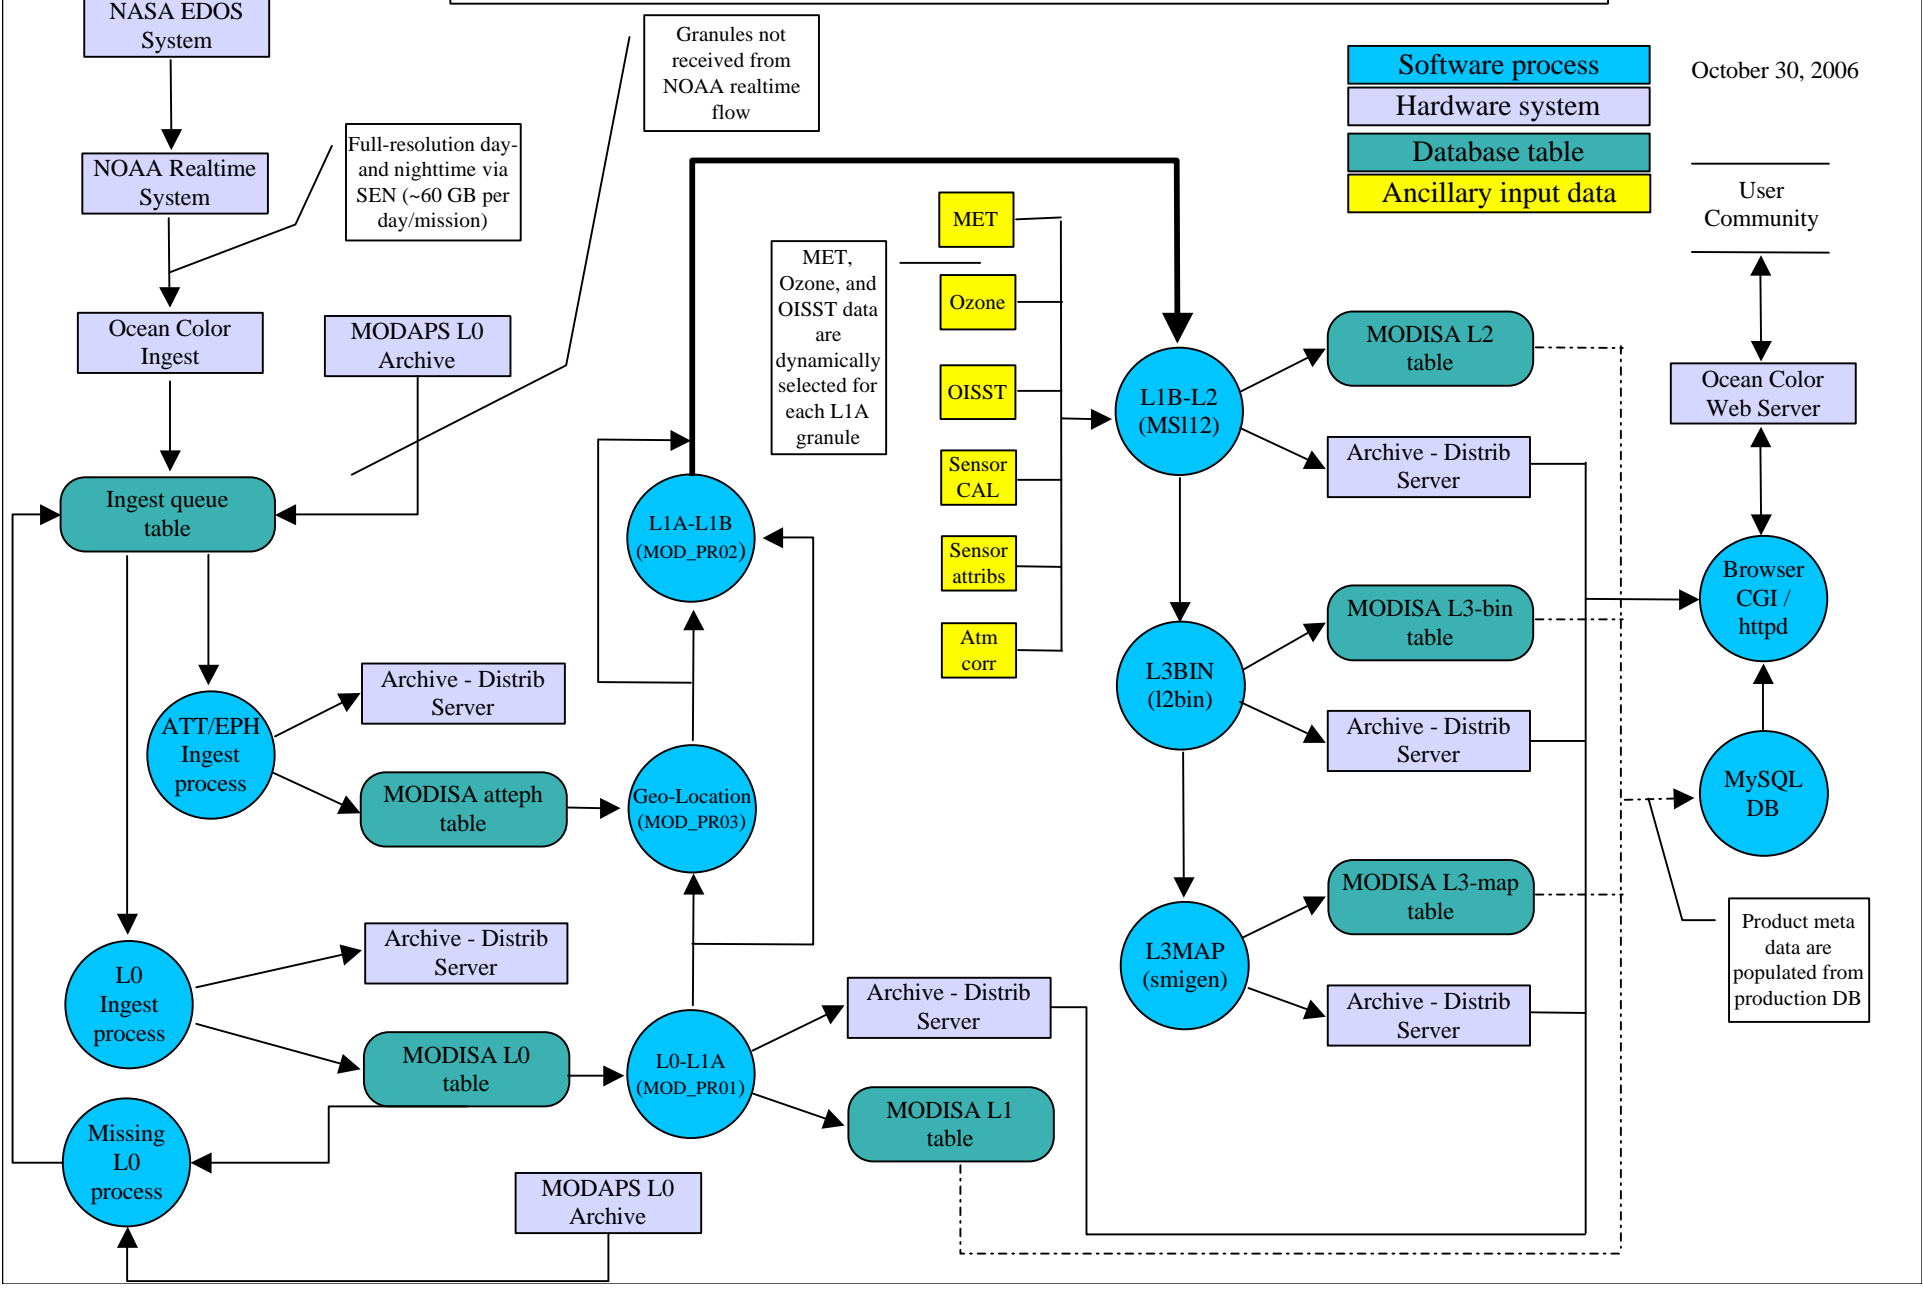 NASA EDOS
System
Granules not
received from
NOAA realtime
flow
Software process
Hardware system
Database table
Ancillary input data
October 30, 2006
NOAA Realtime
System
Full-resolution day-
and nighttime via
SEN (~60 GB per
day/mission)
User
Community
MET
MET,
Ozone, and
OISST data
are
dynamically
selected for
each L1A
granule
Ozone
OISST
Sensor
CAL
Sensor
attribs
Atm
corr
Ocean Color
Ingest
MODAPS L0
Archive
L1B-L2
(MSl12)
MODISA L2
table
Archive - Distrib
Server
Ocean Color
Web Server
Ingest queue
table
L1A-L1B
(MOD_PR02)
Browser
CGI /
httpd
L3BIN
(l2bin)
MODISA L3-bin
table
Archive - Distrib
Server
ATT/EPH
Ingest
process
Archive - Distrib
Server
MODISA atteph
table
Geo-Location
(MOD_PR03)
MySQL
DB
L3MAP
(smigen)
MODISA L3-map
table
Archive - Distrib
Server
Product meta
data are
populated from
production DB
L0
Ingest
process
Archive - Distrib
Server
MODISA L0
table
L0-L1A
(MOD_PR01)
Archive - Distrib
Server
MODISA L1
table
Missing
L0
process
MODAPS L0
Archive